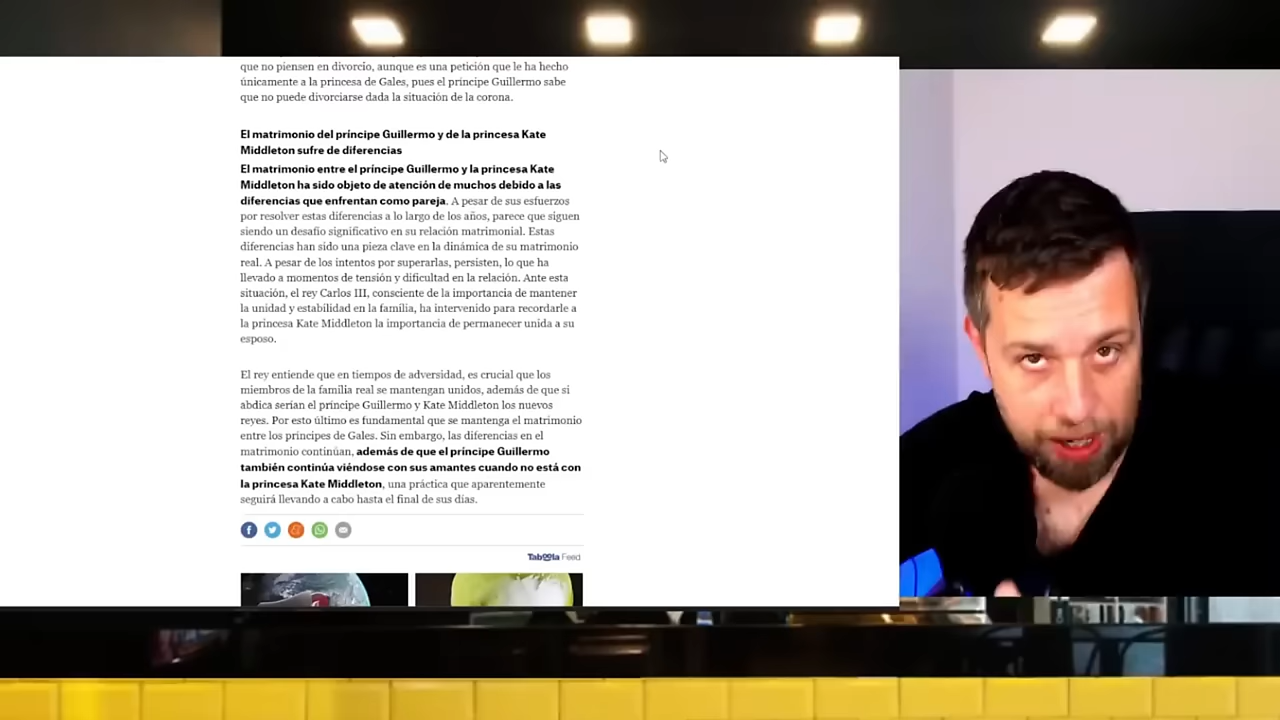 que no piensen en divorcio, aunque es una petición que le ha hecho
únicamente a la princesa de Gales, pues el príncipe Guillermo sabe
que no puede divorciarse dada la situación de la corona.
El matrimonio del príncipe Guillermo y de la princesa Kate
Middleton sufre de diferencias
El matrimonio entre el príncipe Guillermo y la princesa Kate
Middleton ha sido objeto de atención de muchos debido a las
diferencias que enfrentan como pareja. A pesar de sus esfuerzos
por resolver estas diferencias a lo largo de los años, parece que siguen
siendo un desafío significativo en su relación matrimonial. Estas
diferencias han sido una pieza clave en la dinámica de su matrimonio
real. A pesar de los intentos por superarlas, persisten, lo que ha
llevado a momentos de tensión y dificultad en la relación. Ante esta
situación, el rey Carlos III, consciente de la importancia de mantener
la unidad y estabilidad en la familia, ha intervenido para recordarle a
la princesa Kate Middleton la importancia de permanecer unida a su
esposo.
El rey entiende que en tiempos de adversidad, es crucial que los
miembros de la familia real se mantengan unidos, además de que si
abdica serían el príncipe Guillermo y Kate Middleton los nuevos
reyes. Por esto último es fundamental que se mantenga el matrimonio
entre los príncipes de Gales. Sin embargo, las diferencias en el
matrimonio continúan, además de que el príncipe Guillermo
también continúa viéndose con sus amantes cuando no está con
la princesa Kate Middleton, una práctica que aparentemente
seguirá llevando a cabo hasta el final de sus días.
Taboola Feed